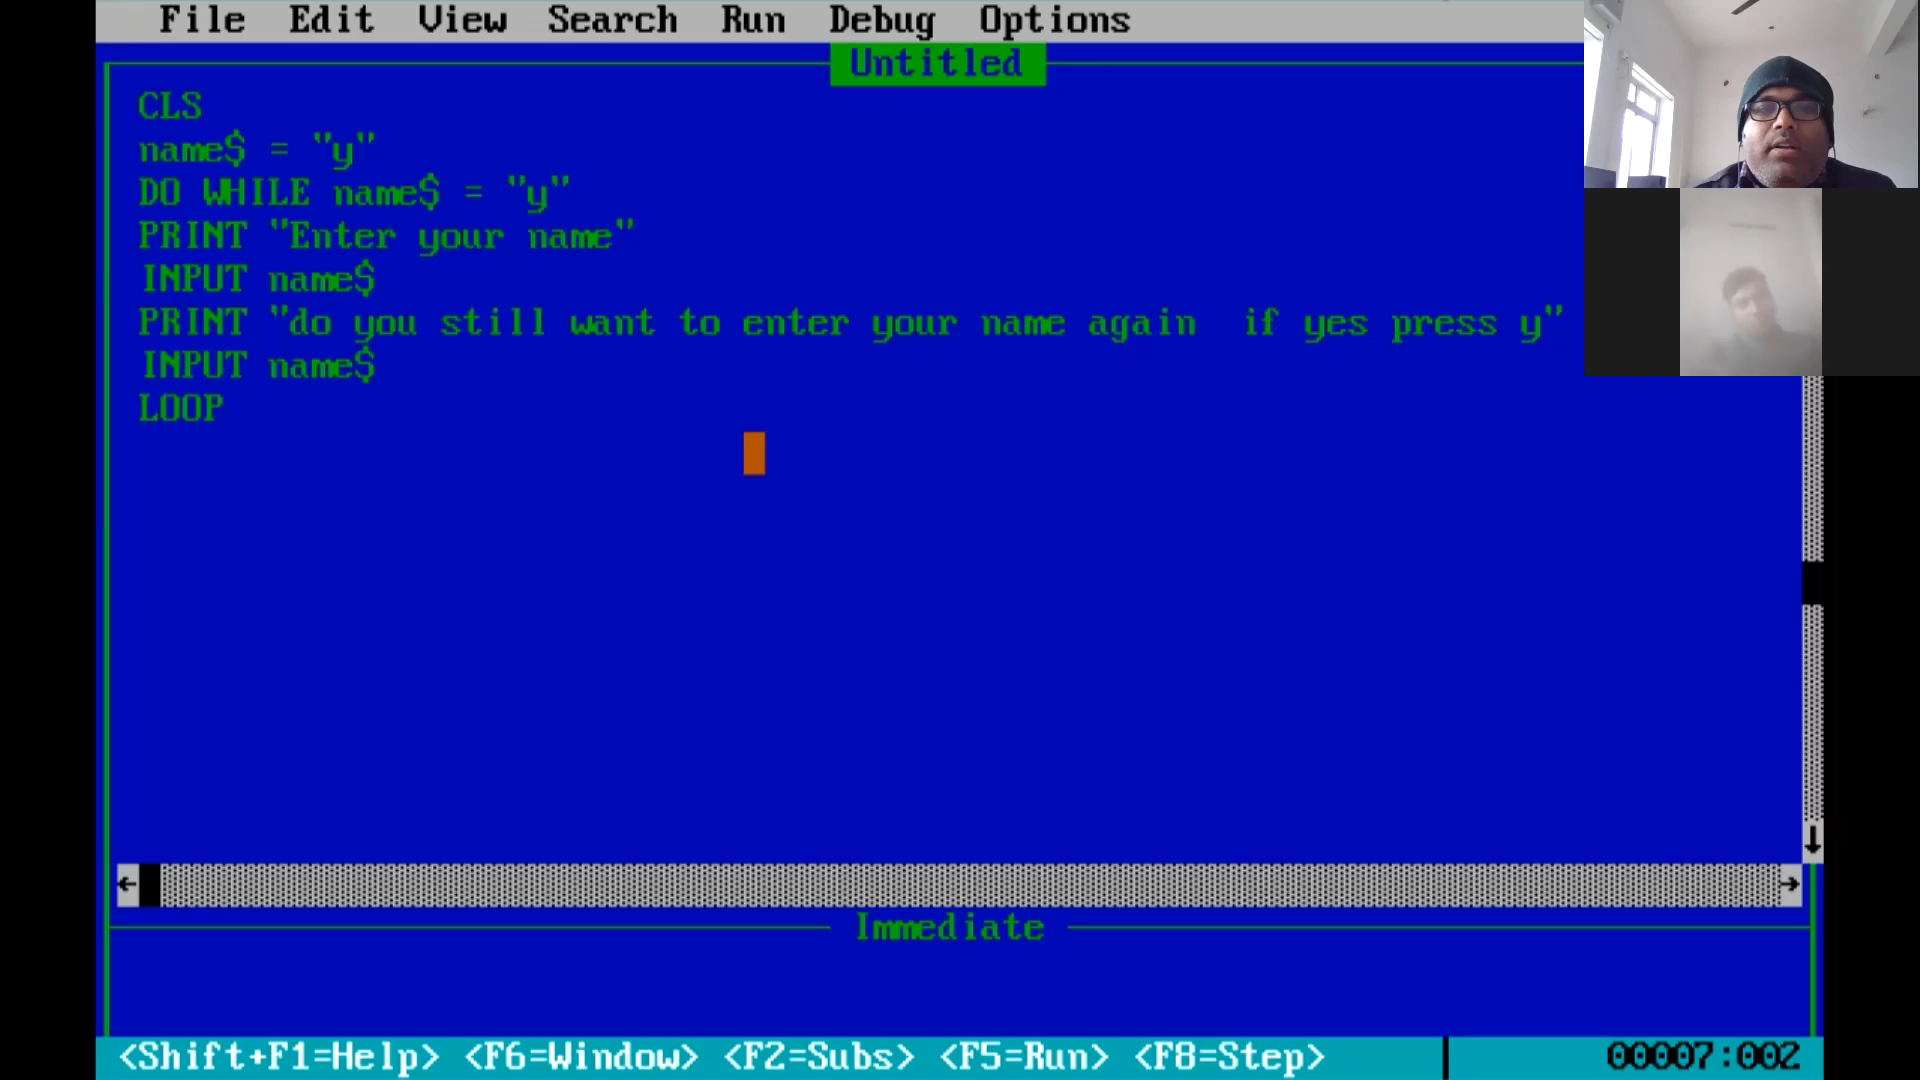 File Edit View Search Run Debug Options
Untitled
CLS
name$ = "y"
DO WHILE name$ = "y"
PRINT "Enter your name"
INPUT name$
PRINT "do you still want to enter your name again  if yes press y"
INPUT name$
LOOP
Immediate
<Shift+F1=Help> <F6=Window> <F2=Subs> <F5=Run> <F8=Step> 00007:002